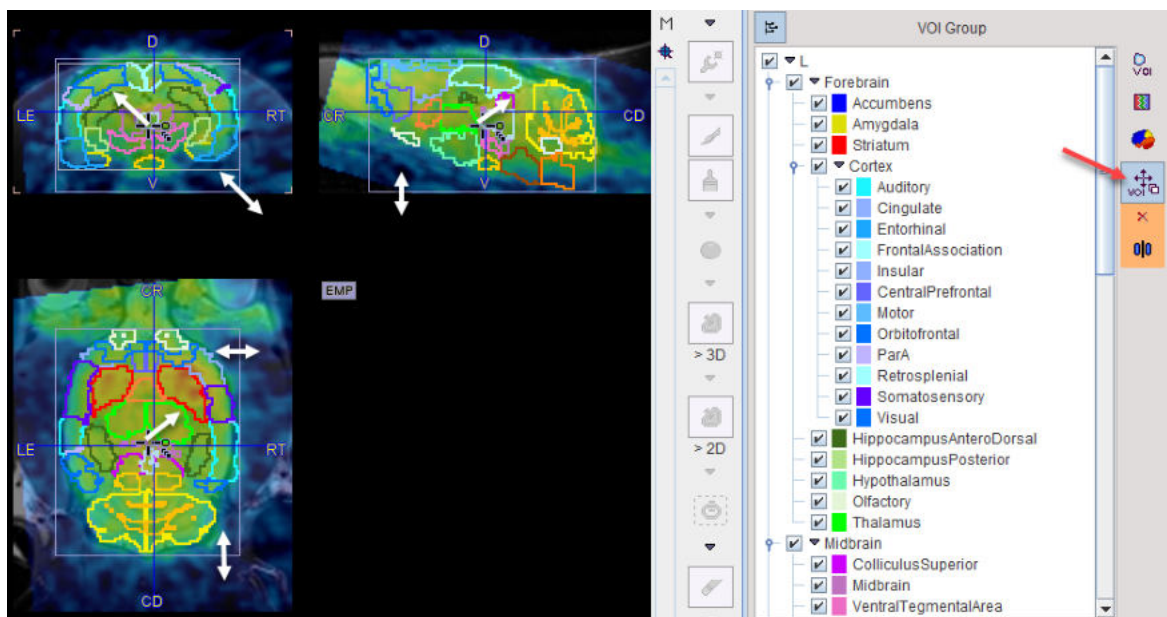 D
LE
RT
V
D
CR
CD
V
CR
LE
RT
CD
EMP
M
> 3D
> 2D
VOI Group
L
Forebrain
Accumbens
Amygdala
Striatum
Cortex
Auditory
Cingulate
Entorhinal
FrontalAssociation
Insular
CentralPrefrontal
Motor
Orbitofrontal
ParA
Retrosplenial
Somatosensory
Visual
HippocampusAnteroDorsal
HippocampusPosterior
Hypothalamus
Olfactory
Thalamus
Midbrain
ColliculusSuperior
Midbrain
VentralTegmentalArea
VOI
VOI